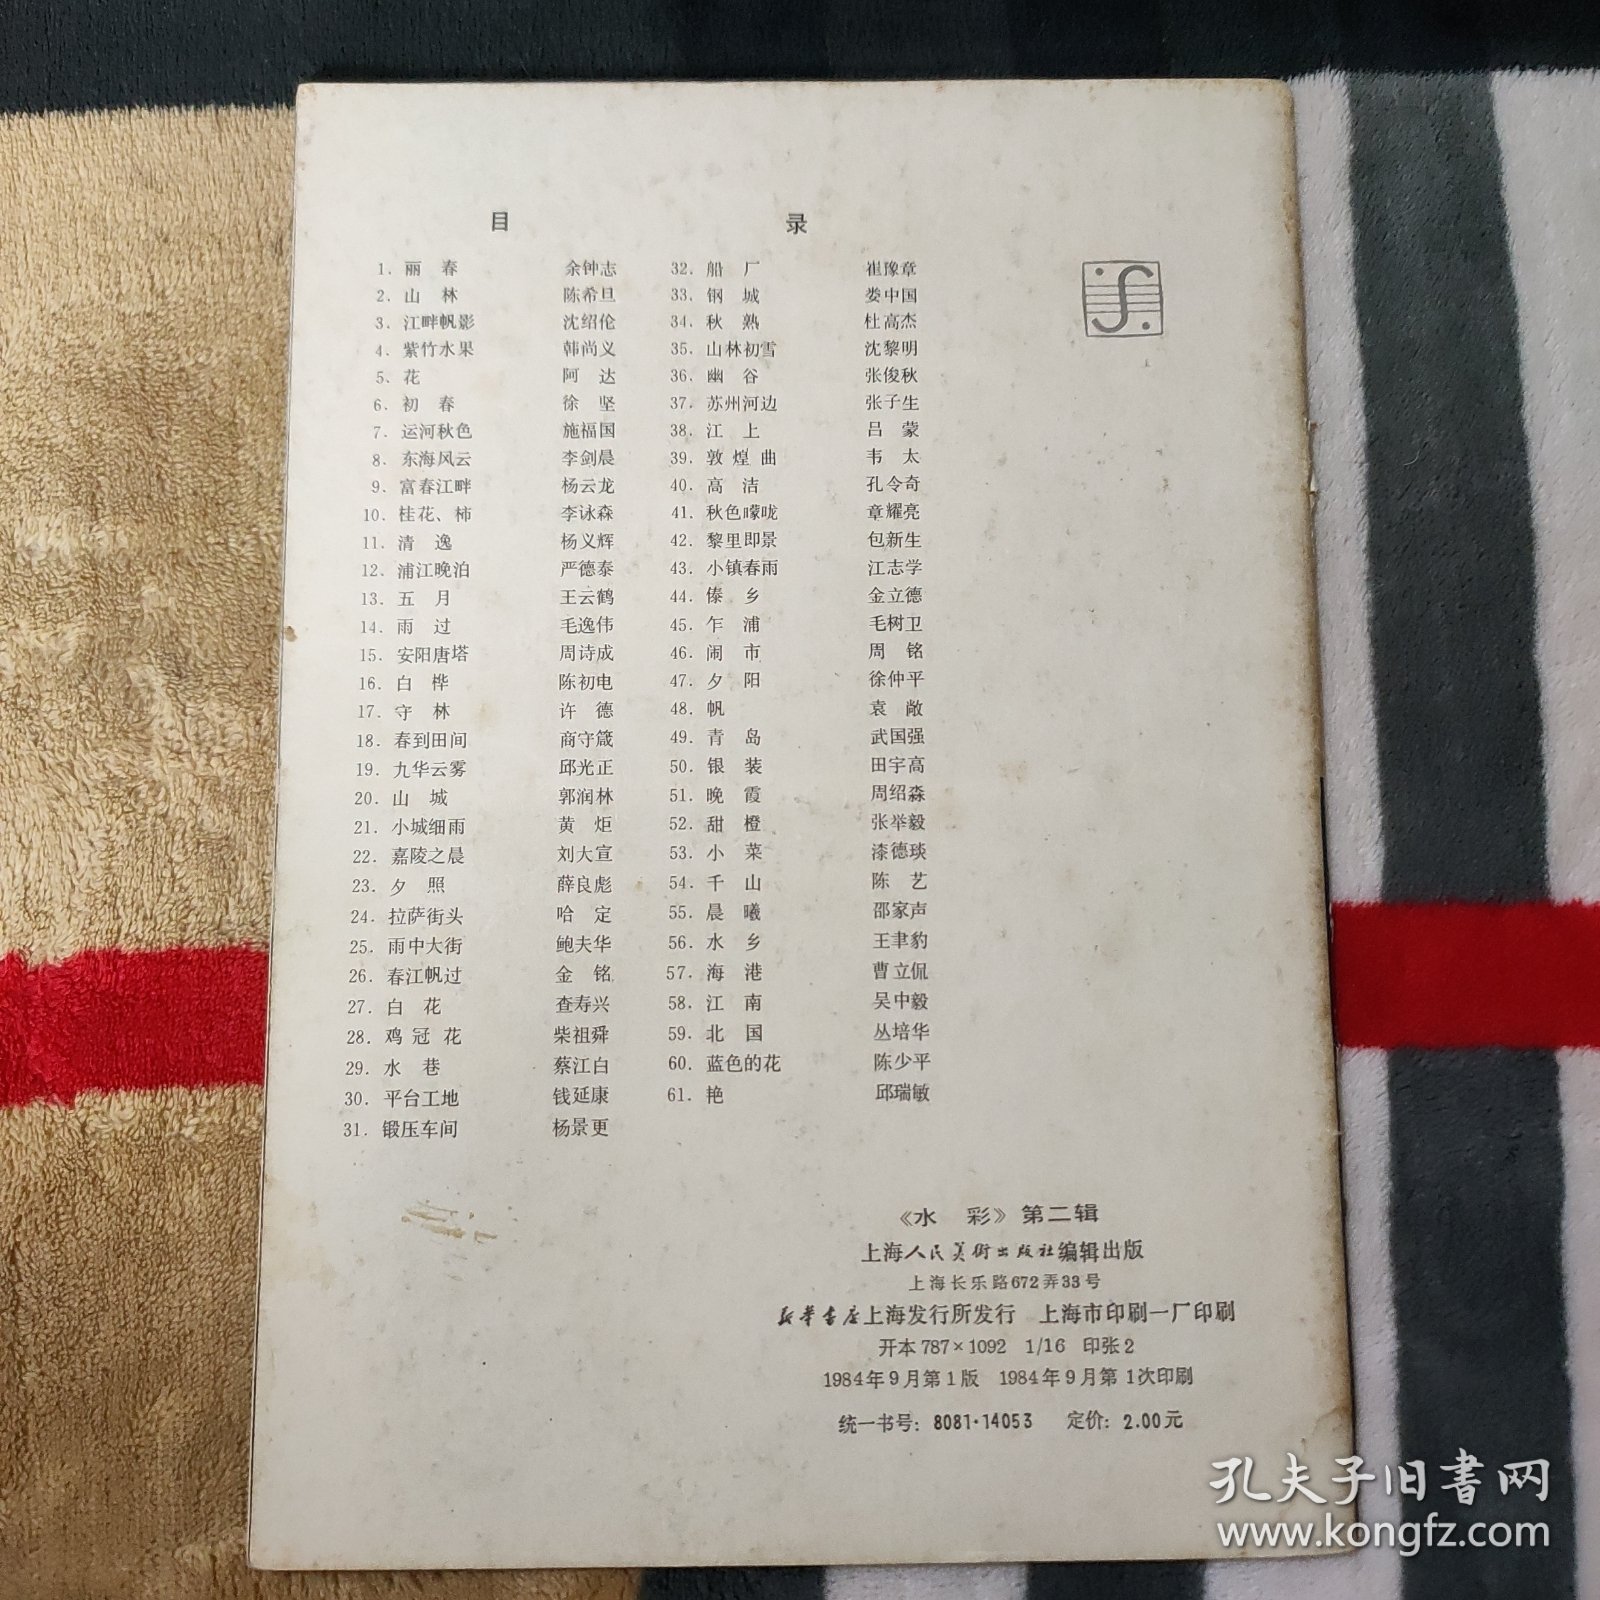 目 录
1. 丽 春 余钟志
2. 山 林 陈希旦
3. 江畔帆影 沈绍伦
4. 紫竹水果 韩尚义
5. 花 阿 达
6. 初 春 徐 坚
7. 运河秋色 施福国
8. 东海风云 李剑晨
9. 富春江畔 杨云龙
10. 桂花、柿 李咏森
11. 清 逸 杨义辉
12. 浦江晚泊 严德泰
13. 五 月 王云鹤
14. 雨 过 毛逸伟
15. 安阳唐塔 周诗成
16. 白 桦 陈初电
17. 守 林 许 德
18. 春到田间 商守箴
19. 九华云雾 邱光正
20. 山 城 郭润林
21. 小城细雨 黄 炬
22. 嘉陵之晨 刘大宣
23. 夕 照 薛良彪
24. 拉萨街头 哈 定
25. 雨中大街 鲍夫华
26. 春江帆过 金 铭
27. 白 花 查寿兴
28. 鸡 冠 花 柴祖舜
29. 水 巷 蔡江白
30. 平台工地 钱延康
31. 锻压车间 杨景更
32. 船 厂 崔豫章
33. 钢 城 娄中国
34. 秋 熟 杜高杰
35. 山林初雪 沈黎明
36. 幽 谷 张俊秋
37. 苏州河边 张子生
38. 江 上 吕 蒙
39. 敦 煌 曲 韦 太
40. 高 洁 孔令奇
41. 秋色曚咙 章耀亮
42. 黎里即景 包新生
43. 小镇春雨 江志学
44. 傣 乡 金立德
45. 乍 浦 毛树卫
46. 闹 市 周 铭
47. 夕 阳 徐仲平
48. 帆 袁 敞
49. 青 岛 武国强
50. 银 装 田宇高
51. 晚 霞 周绍淼
52. 甜 橙 张举毅
53. 小 菜 漆德琰
54. 千 山 陈 艺
55. 晨 曦 邵家声
56. 水 乡 王聿豹
57. 海 港 曹立侃
58. 江 南 吴中毅
59. 北 国 丛培华
60. 蓝色的花 陈少平
61. 艳 邱瑞敏
《水 彩》第二辑
上海人民美術出版社编辑出版
上海长乐路672弄33号
新华书店上海发行所发行 上海市印刷一厂印刷
开本 787×1092 1/16 印张 2
1984年9月第1版 1984年9月第1次印刷
统一书号：8081·14053 定价：2.00元
孔夫子旧书网
www.kongfz.com